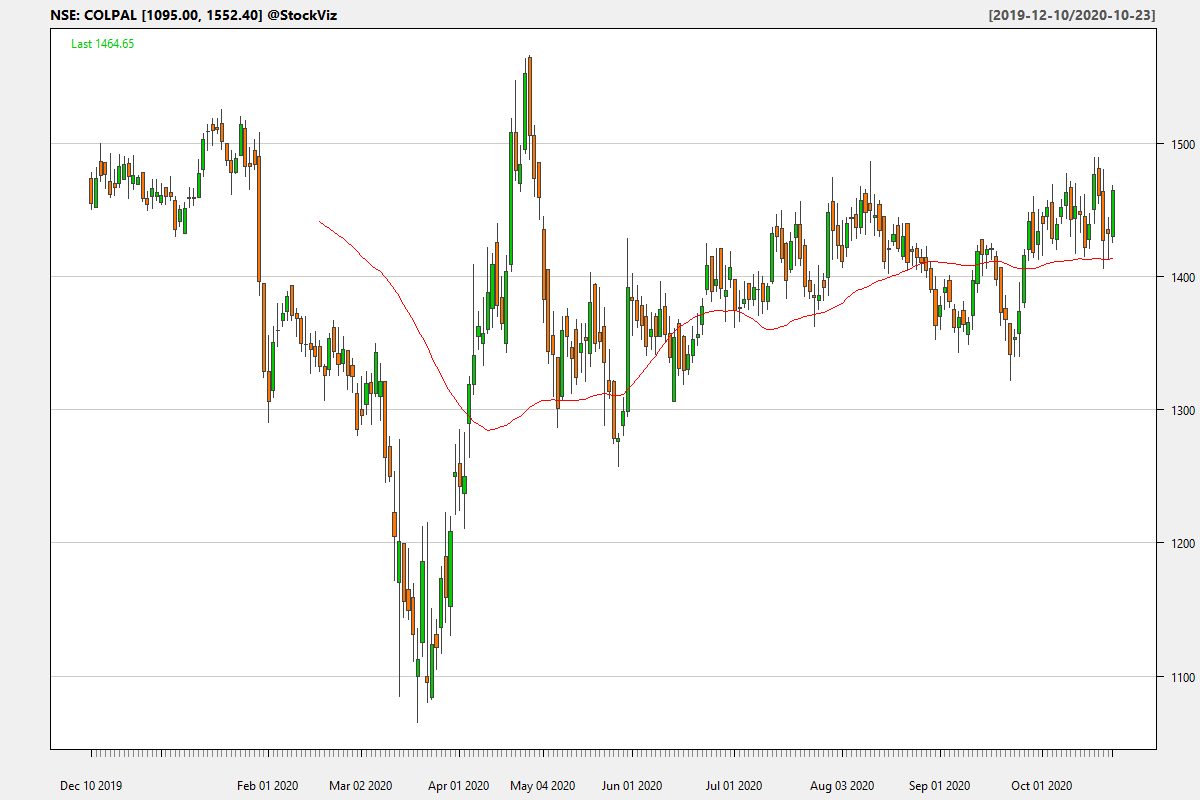 NSE: COLPAL [1095.00, 1552.40] @StockViz
[2019-12-10/2020-10-23]
Last 1464.65
1500
1400
1300
1200
1100
Dec 10 2019
Feb 01 2020
Mar 02 2020
Apr 01 2020
May 04 2020
Jun 01 2020
Jul 01 2020
Aug 03 2020
Sep 01 2020
Oct 01 2020